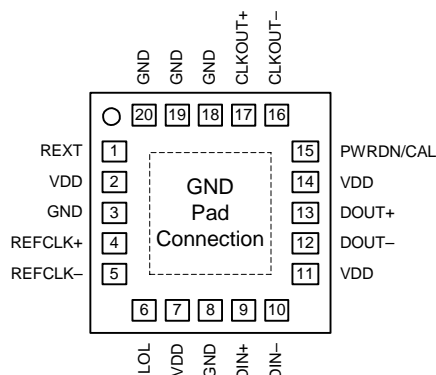 GND
GND
GND
CLKOUT+
CLKOUT–
20 19 18 17 16
REXT 1
VDD 2
GND 3
REFCLK+ 4
REFCLK– 5
GND
Pad
Connection
15 PWRDN/CAL
14 VDD
13 DOUT+
12 DOUT–
11 VDD
6 7 8 9 10
LOL
VDD
GND
DIN+
DIN–